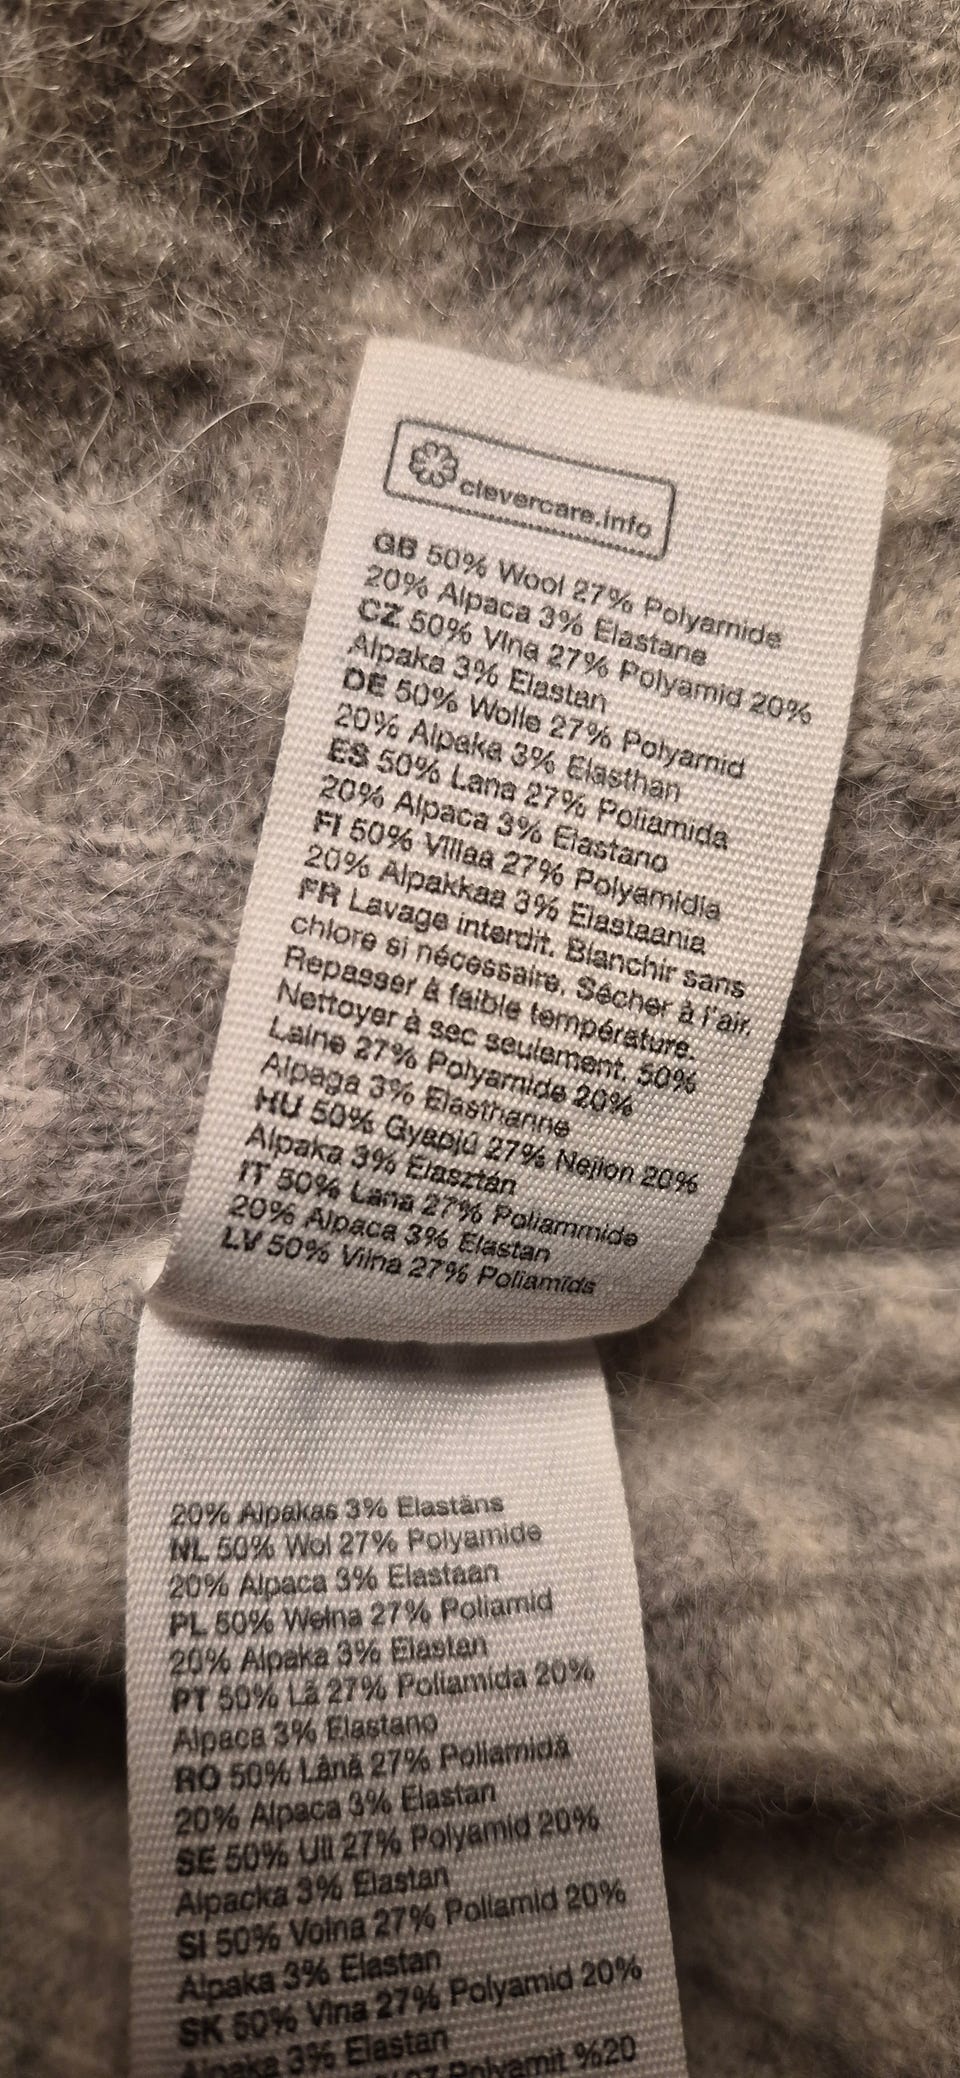 clevercare.info
GB 50% Wool 27% Polyamide
20% Alpaca 3% Elastane
CZ 50% Vlna 27% Polyamid 20%
Alpaka 3% Elastan
DE 50% Wolle 27% Polyamid
20% Alpaka 3% Elasthan
ES 50% Lana 27% Poliamida
20% Alpaca 3% Elastano
FI 50% Villaa 27% Polyamidia
20% Alpakkaa 3% Elastaania
FR Lavage interdit. Blanchir sans
chlore si nécessaire. Sécher à l'air.
Repasser à faible température.
Nettoyer à sec seulement. 50%
Laine 27% Polyamide 20%
Alpaga 3% Elasthanne
HU 50% Gyapjú 27% Nejlon 20%
Alpaka 3% Elasztán
IT 50% Lana 27% Poliammide
20% Alpaca 3% Elastan
LV 50% Vilna 27% Poliamīds
20% Alpakas 3% Elastāns
NL 50% Wol 27% Polyamide
20% Alpaca 3% Elastaan
PL 50% Wełna 27% Poliamid
20% Alpaka 3% Elastan
PT 50% Lã 27% Poliamida 20%
Alpaca 3% Elastano
RO 50% Lână 27% Poliamidă
20% Alpaca 3% Elastan
SE 50% Ull 27% Polyamid 20%
Alpacka 3% Elastan
SI 50% Volna 27% Poliamid 20%
Alpaka 3% Elastan
SK 50% Vlna 27% Polyamid 20%
Alpaka 3% Elastan
%27 Polyamit %20